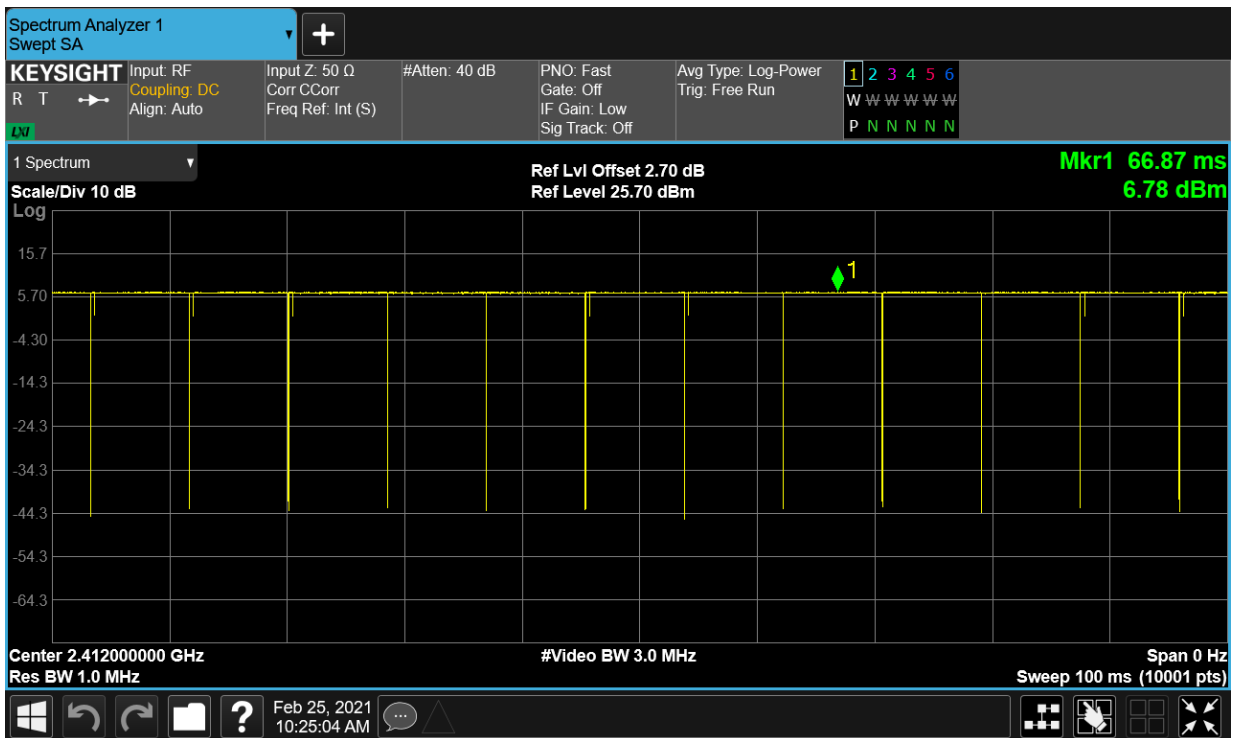 Spectrum Analyzer 1
Swept SA
+
KEYSIGHT
R T
LXI
Input: RF
Coupling: DC
Align: Auto
Input Z: 50 Ω
Corr CCorr
Freq Ref: Int (S)
#Atten: 40 dB
PNO: Fast
Gate: Off
IF Gain: Low
Sig Track: Off
Avg Type: Log-Power
Trig: Free Run
1 2 3 4 5 6
W W W W W W
P N N N N N
1 Spectrum
Scale/Div 10 dB
Log
Ref Lvl Offset 2.70 dB
Ref Level 25.70 dBm
Mkr1 66.87 ms
6.78 dBm
1
15.7
5.70
-4.30
-14.3
-24.3
-34.3
-44.3
-54.3
-64.3
Center 2.412000000 GHz
Res BW 1.0 MHz
#Video BW 3.0 MHz
Span 0 Hz
Sweep 100 ms (10001 pts)
?
Feb 25, 2021
10:25:04 AM